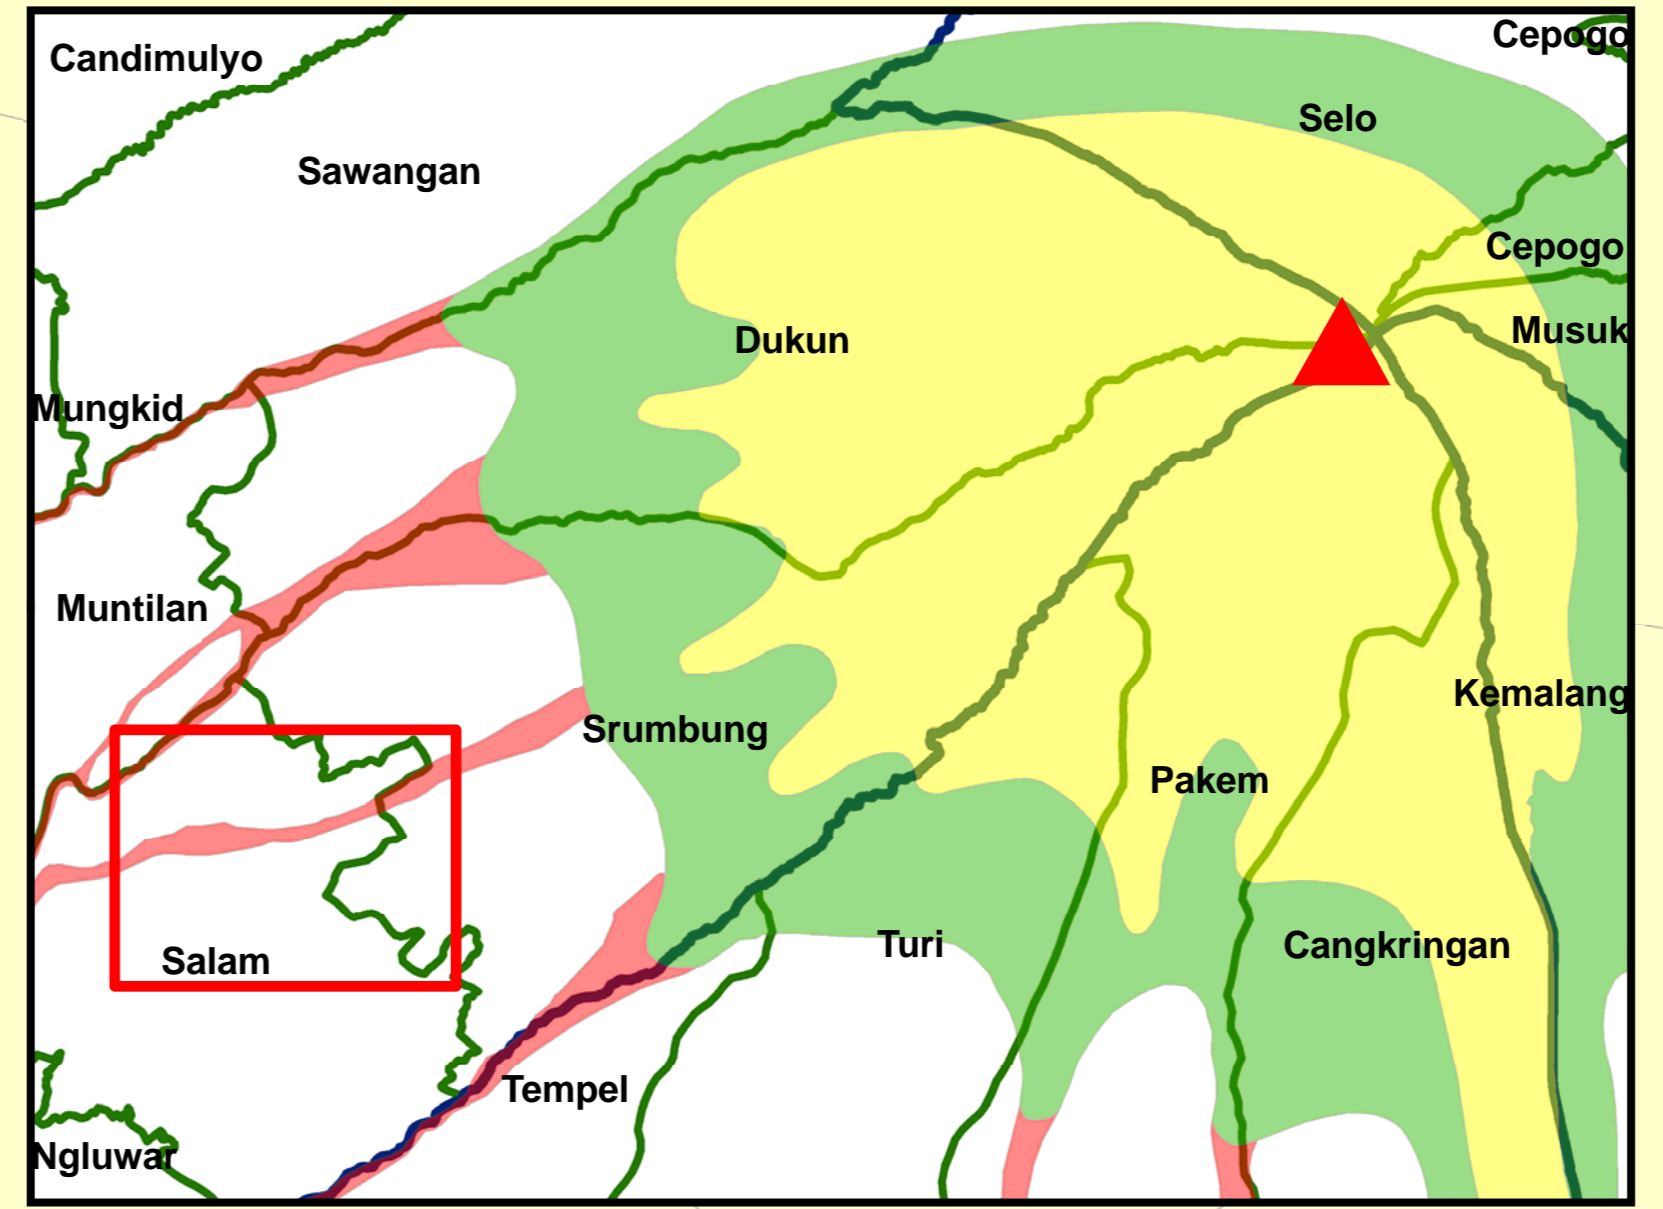 Cepogo
Candimulyo
Selo
Sawangan
Cepogo
Musuk
Dukun
Mungkid
Muntilan
Kemalang
Srumbung
Pakem
Turi
Cangkringan
Salam
Tempel
Ngluwar